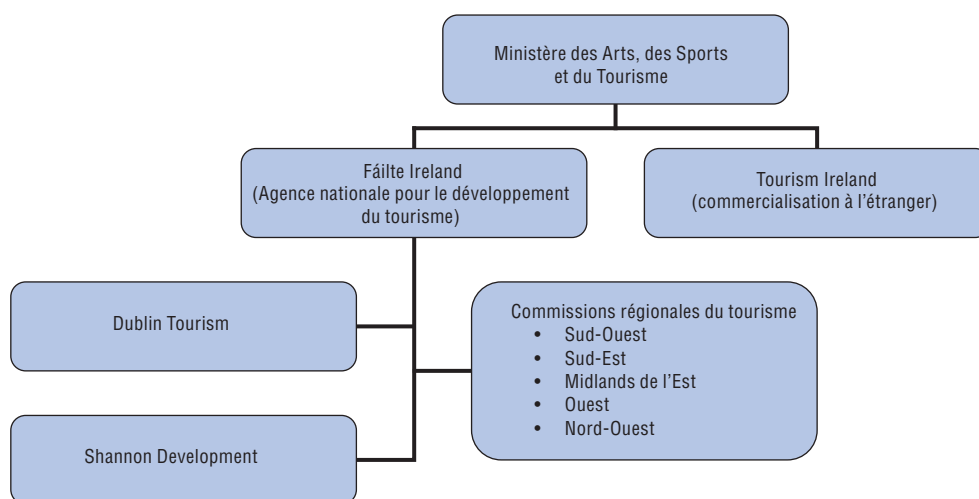 Ministère des Arts, des Sports
et du Tourisme
Fáilte Ireland
(Agence nationale pour le développement
du tourisme)
Tourism Ireland
(commercialisation à l'étranger)
Dublin Tourism
Commissions régionales du tourisme
• Sud-Ouest
• Sud-Est
• Midlands de l'Est
• Ouest
• Nord-Ouest
Shannon Development